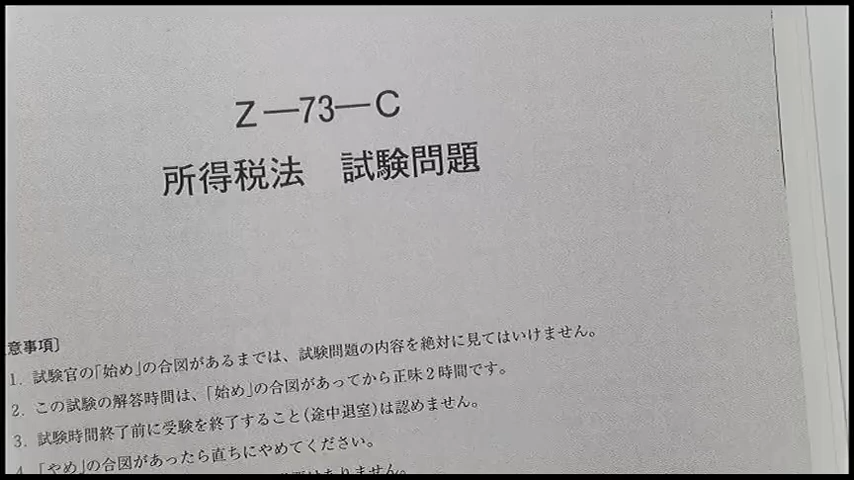 Z―73―C
所得税法 試験問題
意事項〕
1. 試験官の「始め」の合図があるまでは、試験問題の内容を絶対に見てはいけません。
2. この試験の解答時間は、「始め」の合図があってから正味2時間です。
3. 試験時間終了前に受験を終了すること(途中退室)は認めません。
4 「やめ」の合図があったら直ちにやめてください。
はありません。